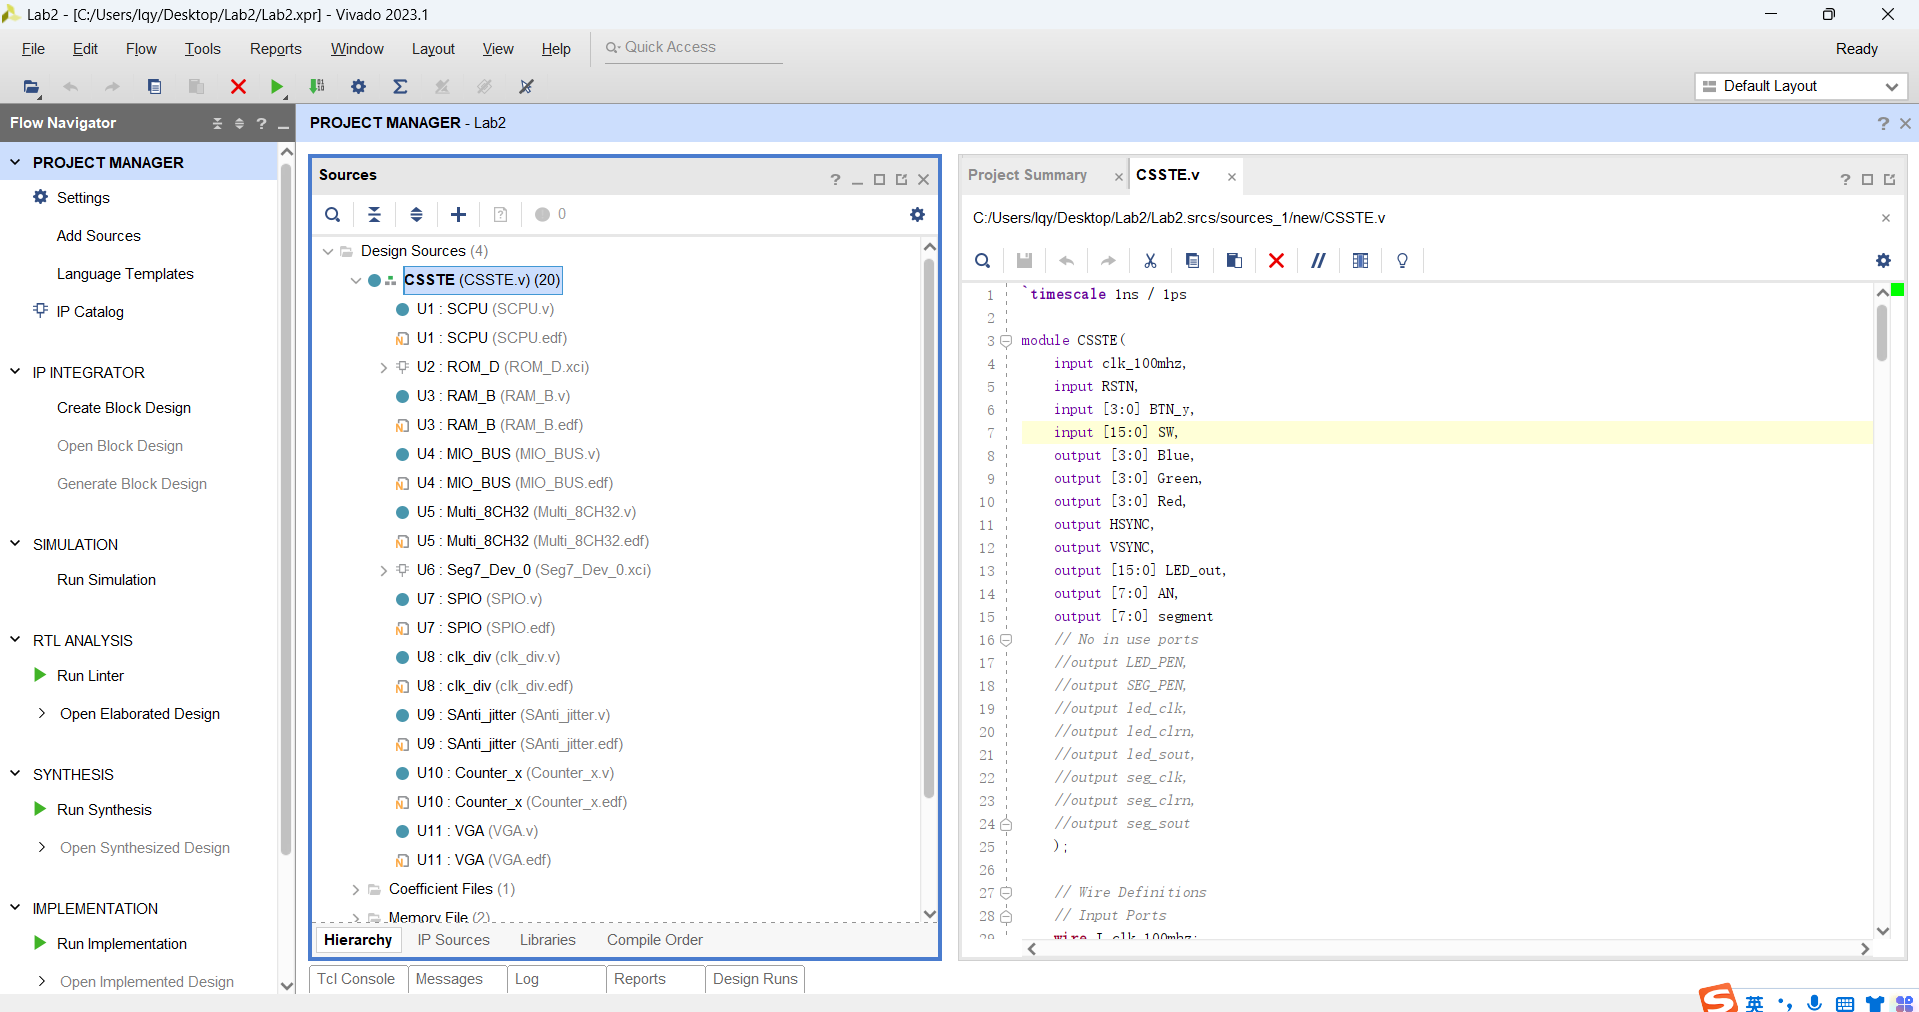 Lab2 - [C:/Users/lqy/Desktop/Lab2/Lab2.xpr] - Vivado 2023.1
File Edit Flow Tools Reports Window Layout View Help Quick Access Ready
Default Layout
Flow Navigator
PROJECT MANAGER - Lab2
PROJECT MANAGER
Settings
Add Sources
Language Templates
IP Catalog
IP INTEGRATOR
Create Block Design
Open Block Design
Generate Block Design
SIMULATION
Run Simulation
RTL ANALYSIS
Run Linter
Open Elaborated Design
SYNTHESIS
Run Synthesis
Open Synthesized Design
IMPLEMENTATION
Run Implementation
Open Implemented Design
Sources
0
Design Sources (4)
CSSTE (CSSTE.v) (20)
U1 : SCPU (SCPU.v)
U1 : SCPU (SCPU.edf)
U2 : ROM_D (ROM_D.xci)
U3 : RAM_B (RAM_B.v)
U3 : RAM_B (RAM_B.edf)
U4 : MIO_BUS (MIO_BUS.v)
U4 : MIO_BUS (MIO_BUS.edf)
U5 : Multi_8CH32 (Multi_8CH32.v)
U5 : Multi_8CH32 (Multi_8CH32.edf)
U6 : Seg7_Dev_0 (Seg7_Dev_0.xci)
U7 : SPIO (SPIO.v)
U7 : SPIO (SPIO.edf)
U8 : clk_div (clk_div.v)
U8 : clk_div (clk_div.edf)
U9 : SAnti_jitter (SAnti_jitter.v)
U9 : SAnti_jitter (SAnti_jitter.edf)
U10 : Counter_x (Counter_x.v)
U10 : Counter_x (Counter_x.edf)
U11 : VGA (VGA.v)
U11 : VGA (VGA.edf)
Coefficient Files (1)
Memory File (2)
Hierarchy IP Sources Libraries Compile Order
Tcl Console Messages Log Reports Design Runs
Project Summary CSSTE.v
C:/Users/lqy/Desktop/Lab2/Lab2.srcs/sources_1/new/CSSTE.v
1 `timescale 1ns / 1ps
2
3 module CSSTE(
4 input clk_100mhz,
5 input RSTN,
6 input [3:0] BTN_y,
7 input [15:0] SW,
8 output [3:0] Blue,
9 output [3:0] Green,
10 output [3:0] Red,
11 output HSYNC,
12 output VSYNC,
13 output [15:0] LED_out,
14 output [7:0] AN,
15 output [7:0] segment
16 // No in use ports
17 //output LED_PEN,
18 //output SEG_PEN,
19 //output led_clk,
20 //output led_clrn,
21 //output led_sout,
22 //output seg_clk,
23 //output seg_clrn,
24 //output seg_sout
25 );
26
27 // Wire Definitions
28 // Input Ports
29 wire I_clk_100mhz;
英